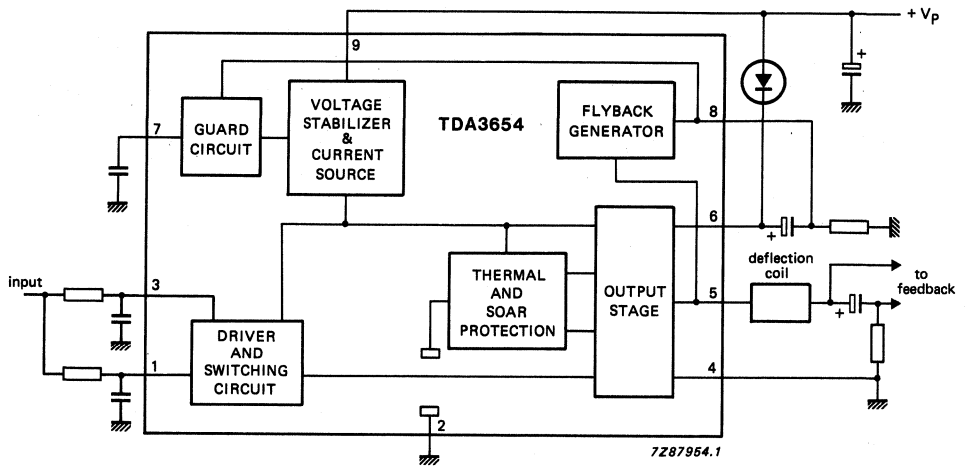 + Vp
9
VOLTAGE
STABILIZER
&
CURRENT
SOURCE
TDA3654
FLYBACK
GENERATOR
8
7
GUARD
CIRCUIT
6
+
+
input
3
THERMAL
AND
SOAR
PROTECTION
OUTPUT
STAGE
5
deflection
coil
to
feedback
+
DRIVER
AND
SWITCHING
CIRCUIT
1
4
2
7Z87954.1